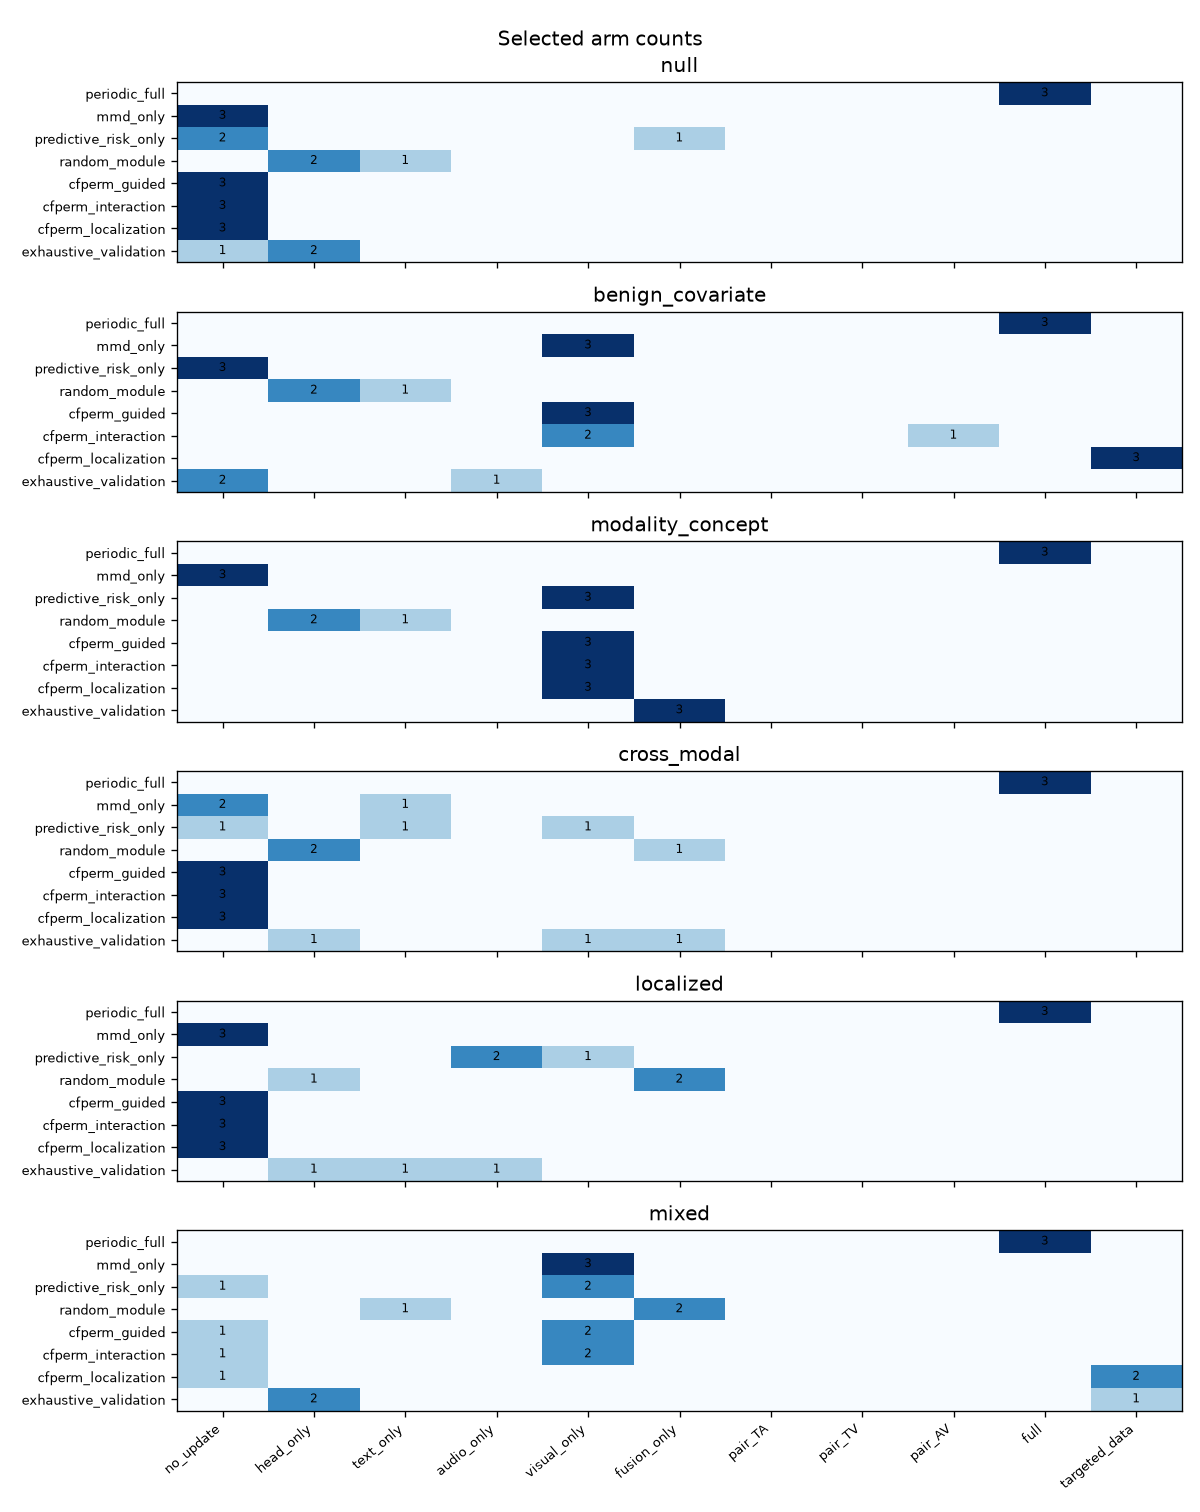 Selected arm counts
null
periodic_full 3
mmd_only 3
predictive_risk_only 2 1
random_module 2 1
cfperm_guided 3
cfperm_interaction 3
cfperm_localization 3
exhaustive_validation 1 2
benign_covariate
periodic_full 3
mmd_only 3
predictive_risk_only 3
random_module 2 1
cfperm_guided 3
cfperm_interaction 2 1
cfperm_localization 3
exhaustive_validation 2 1
modality_concept
periodic_full 3
mmd_only 3
predictive_risk_only 3
random_module 2 1
cfperm_guided 3
cfperm_interaction 3
cfperm_localization 3
exhaustive_validation 3
cross_modal
periodic_full 3
mmd_only 2 1
predictive_risk_only 1 1 1
random_module 2 1
cfperm_guided 3
cfperm_interaction 3
cfperm_localization 3
exhaustive_validation 1 1 1
localized
periodic_full 3
mmd_only 3
predictive_risk_only 2 1
random_module 1 2
cfperm_guided 3
cfperm_interaction 3
cfperm_localization 3
exhaustive_validation 1 1 1
mixed
periodic_full 3
mmd_only 3
predictive_risk_only 1 2
random_module 1 2
cfperm_guided 1 2
cfperm_interaction 1 2
cfperm_localization 1 2
exhaustive_validation 2 1
no_update head_only text_only audio_only visual_only fusion_only pair_TA pair_TV pair_AV full targeted_data